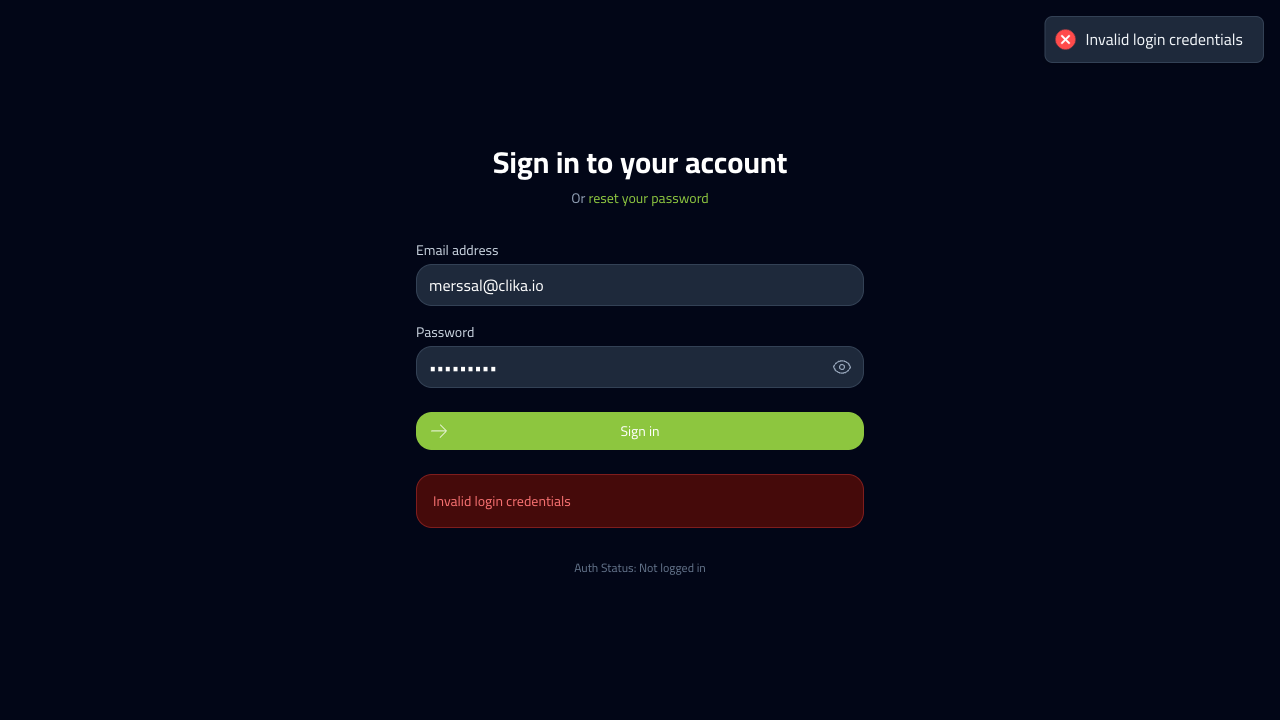 Invalid login credentials
Sign in to your account
Or reset your password
Email address
merssal@clika.io
Password
•••••••••
Sign in
Invalid login credentials
Auth Status: Not logged in